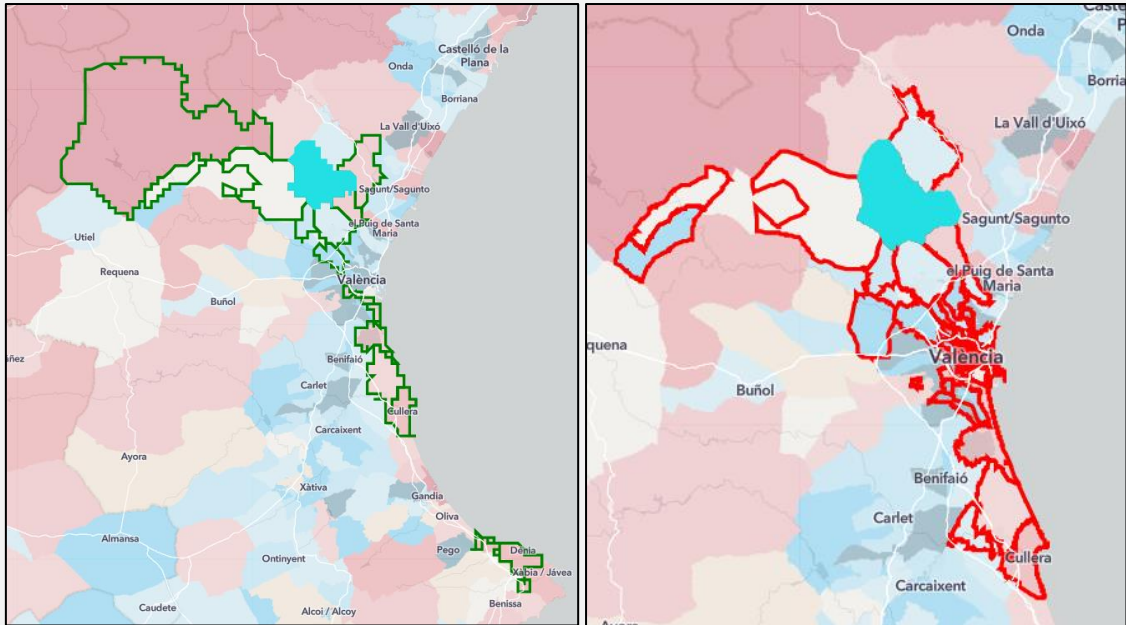 Castelló de la
Plana
Onda
Borriana
La Vall d'Uixó
Sagunt/Sagunto
el Puig de Santa
Maria
Utiel
Requena
València
Buñol
Benifaió
Carlet
Cullera
Carcaixent
Ayora
Xàtiva
Gandia
Oliva
Almansa
Ontinyent
Pego
Dénia
Xàbia / Jávea
Benissa
Caudete
Alcoi / Alcoy
Onda
La Vall d'Uixó
Sagunt/Sagunto
el Puig de Santa
Maria
quena
València
Buñol
Benifaió
Carlet
Cullera
Carcaixent